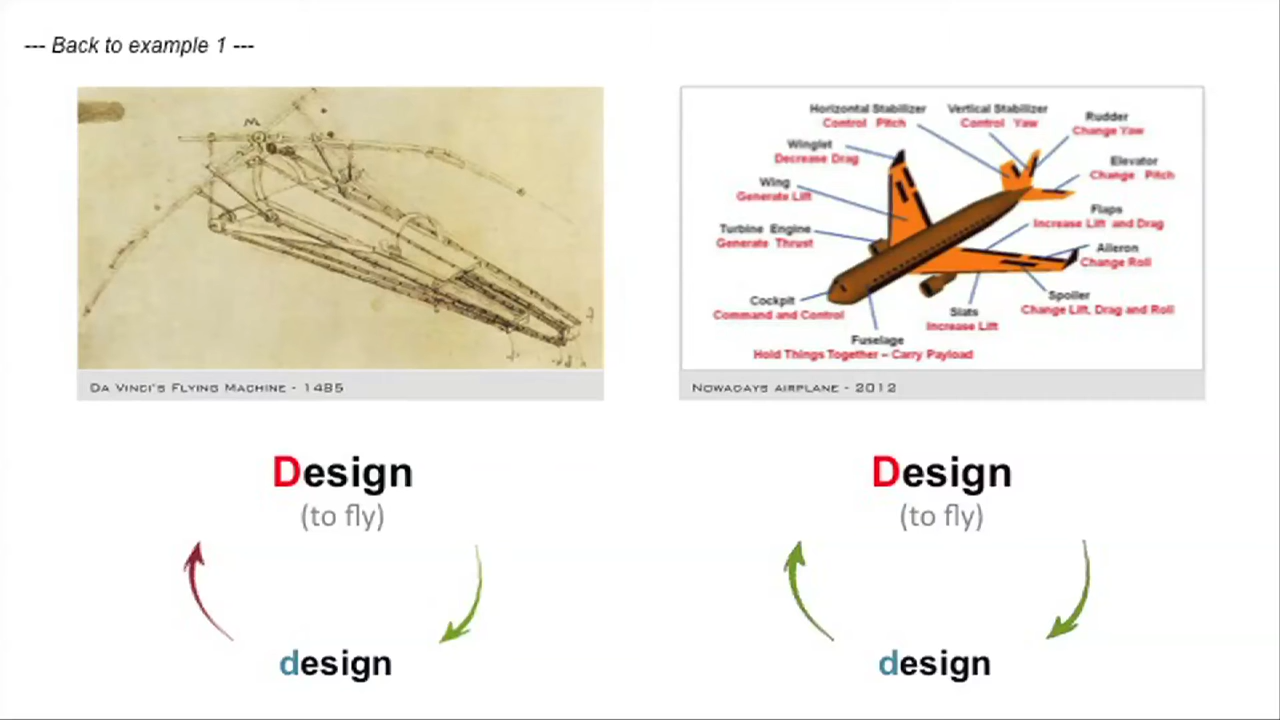 --- Back to example 1 ---
M
Horizontal Stabilizer
Control Pitch
Vertical Stabilizer
Control Yaw
Rudder
Change Yaw
Winglet
Decrease Drag
Elevator
Change Pitch
Wing
Generate Lift
Flaps
Increase Lift and Drag
Turbine Engine
Generate Thrust
Aileron
Change Roll
Cockpit
Command and Control
Spoiler
Change Lift, Drag and Roll
Slats
Increase Lift
Fuselage
Hold Things Together – Carry Payload
Da Vinci's Flying Machine - 1485
Nowadays airplane - 2012
Design
(to fly)
design
Design
(to fly)
design